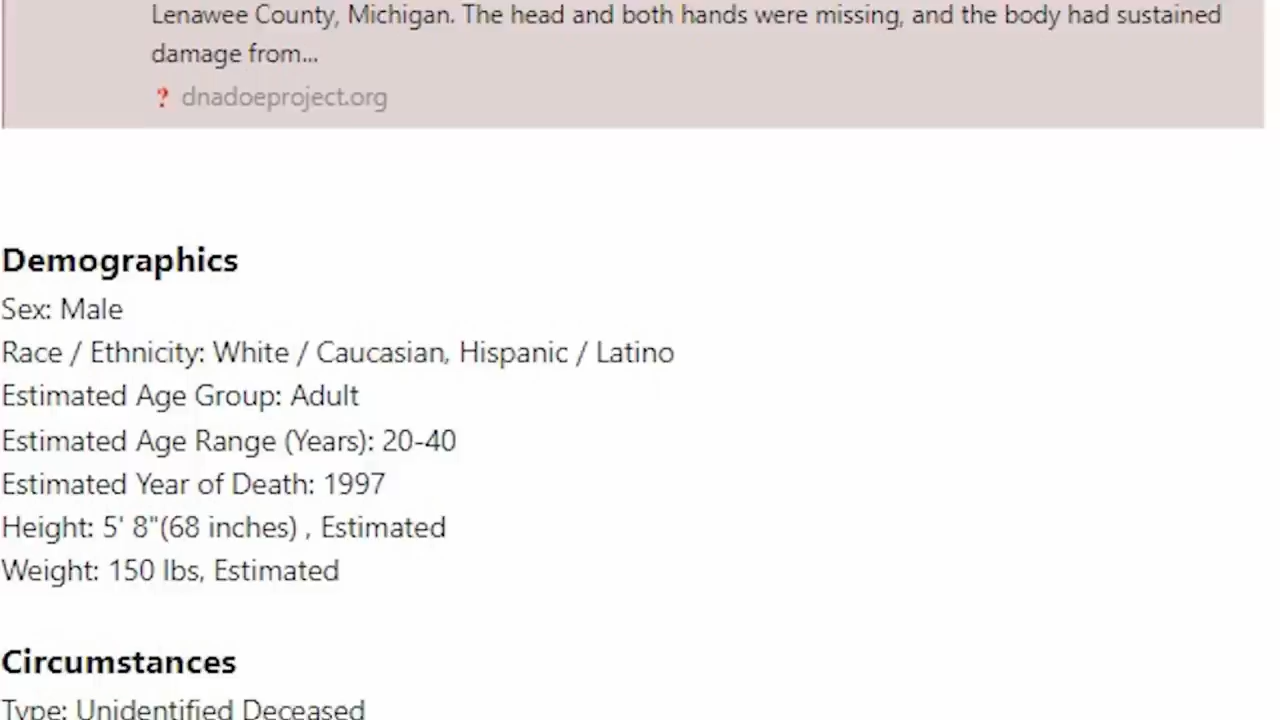 Lenawee County, Michigan. The head and both hands were missing, and the body had sustained
damage from...
? dnadoeproject.org
Demographics
Sex: Male
Race / Ethnicity: White / Caucasian, Hispanic / Latino
Estimated Age Group: Adult
Estimated Age Range (Years): 20-40
Estimated Year of Death: 1997
Height: 5' 8"(68 inches) , Estimated
Weight: 150 lbs, Estimated
Circumstances
Type: Unidentified Deceased